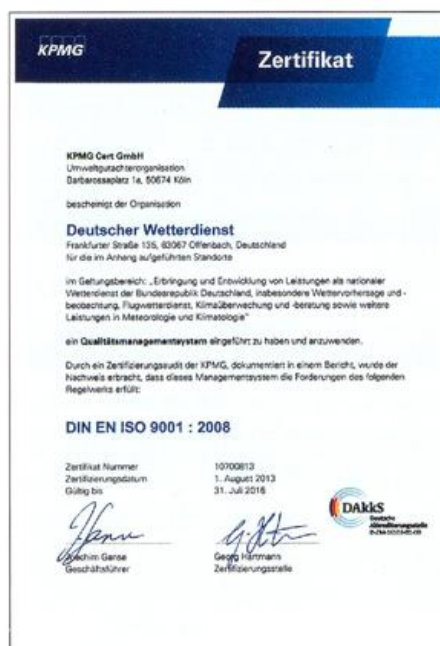 KPMG
Zertifikat
KPMG Cert GmbH
Umweltgutachterorganisation
Barbarossaplatz 1a, 50674 Köln
bescheinigt der Organisation
Deutscher Wetterdienst
Frankfurter Straße 135, 63067 Offenbach, Deutschland
für die im Anhang aufgeführten Standorte
im Geltungsbereich: „Erbringung und Entwicklung von Leistungen als nationaler
Wetterdienst der Bundesrepublik Deutschland, insbesondere Wettervorhersage und -
beobachtung, Flugwetterdienst, Klimaüberwachung und -beratung sowie weitere
Leistungen in Meteorologie und Klimatologie"
ein Qualitätsmanagementsystem eingeführt zu haben und anzuwenden.
Durch ein Zertifizierungsaudit der KPMG, dokumentiert in einem Bericht, wurde der
Nachweis erbracht, dass dieses Managementsystem die Forderungen des folgenden
Regelwerks erfüllt:
DIN EN ISO 9001 : 2008
Zertifikat Nummer 10700813
Zertifizierungsdatum 1. August 2013
Gültig bis 31. Juli 2016
DAkkS
Deutsche
Akkreditierungsstelle
Joachim Ganse Georg Hartmann
Geschäftsführer Zertifizierungsstelle